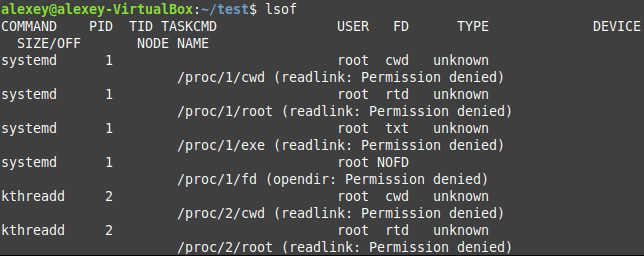 alexey@alexey-VirtualBox:~/test$ lsof
COMMAND    PID  TID TASKCMD               USER   FD      TYPE             DEVICE
  SIZE/OFF       NODE NAME
systemd      1                            root  cwd   unknown
                      /proc/1/cwd (readlink: Permission denied)
systemd      1                            root  rtd   unknown
                      /proc/1/root (readlink: Permission denied)
systemd      1                            root  txt   unknown
                      /proc/1/exe (readlink: Permission denied)
systemd      1                            root NOFD
                      /proc/1/fd (opendir: Permission denied)
kthreadd     2                            root  cwd   unknown
                      /proc/2/cwd (readlink: Permission denied)
kthreadd     2                            root  rtd   unknown
                      /proc/2/root (readlink: Permission denied)